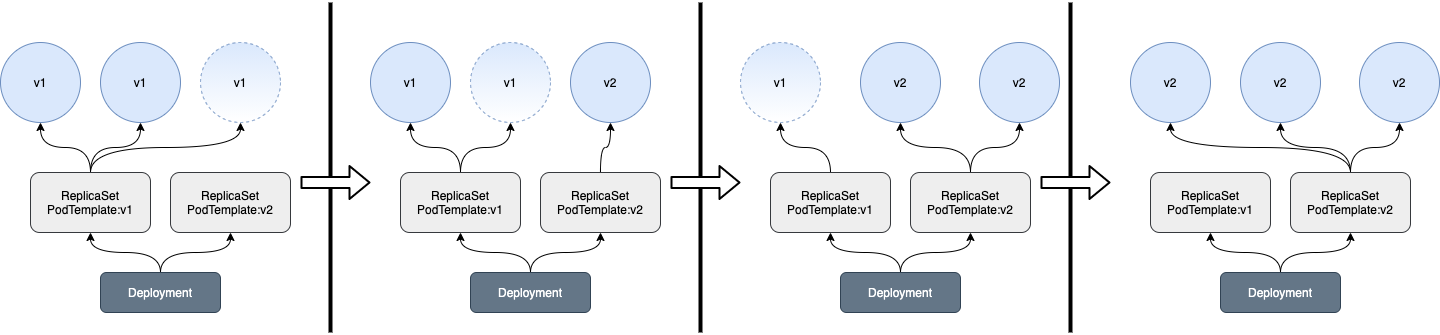 v1
v1
v1
ReplicaSet
PodTemplate:v1
ReplicaSet
PodTemplate:v2
Deployment
v1
v1
v2
ReplicaSet
PodTemplate:v1
ReplicaSet
PodTemplate:v2
Deployment
v1
v2
v2
ReplicaSet
PodTemplate:v1
ReplicaSet
PodTemplate:v2
Deployment
v2
v2
v2
ReplicaSet
PodTemplate:v1
ReplicaSet
PodTemplate:v2
Deployment